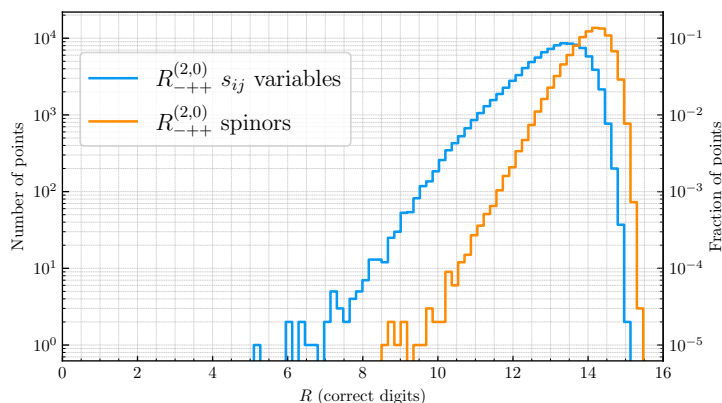 $R_{-++}^{(2,0)}$ $s_{ij}$ variables
$R_{-++}^{(2,0)}$ spinors
Number of points
10^4
10^3
10^2
10^1
10^0
Fraction of points
10^{-1}
10^{-2}
10^{-3}
10^{-4}
10^{-5}
0 2 4 6 8 10 12 14 16
R (correct digits)